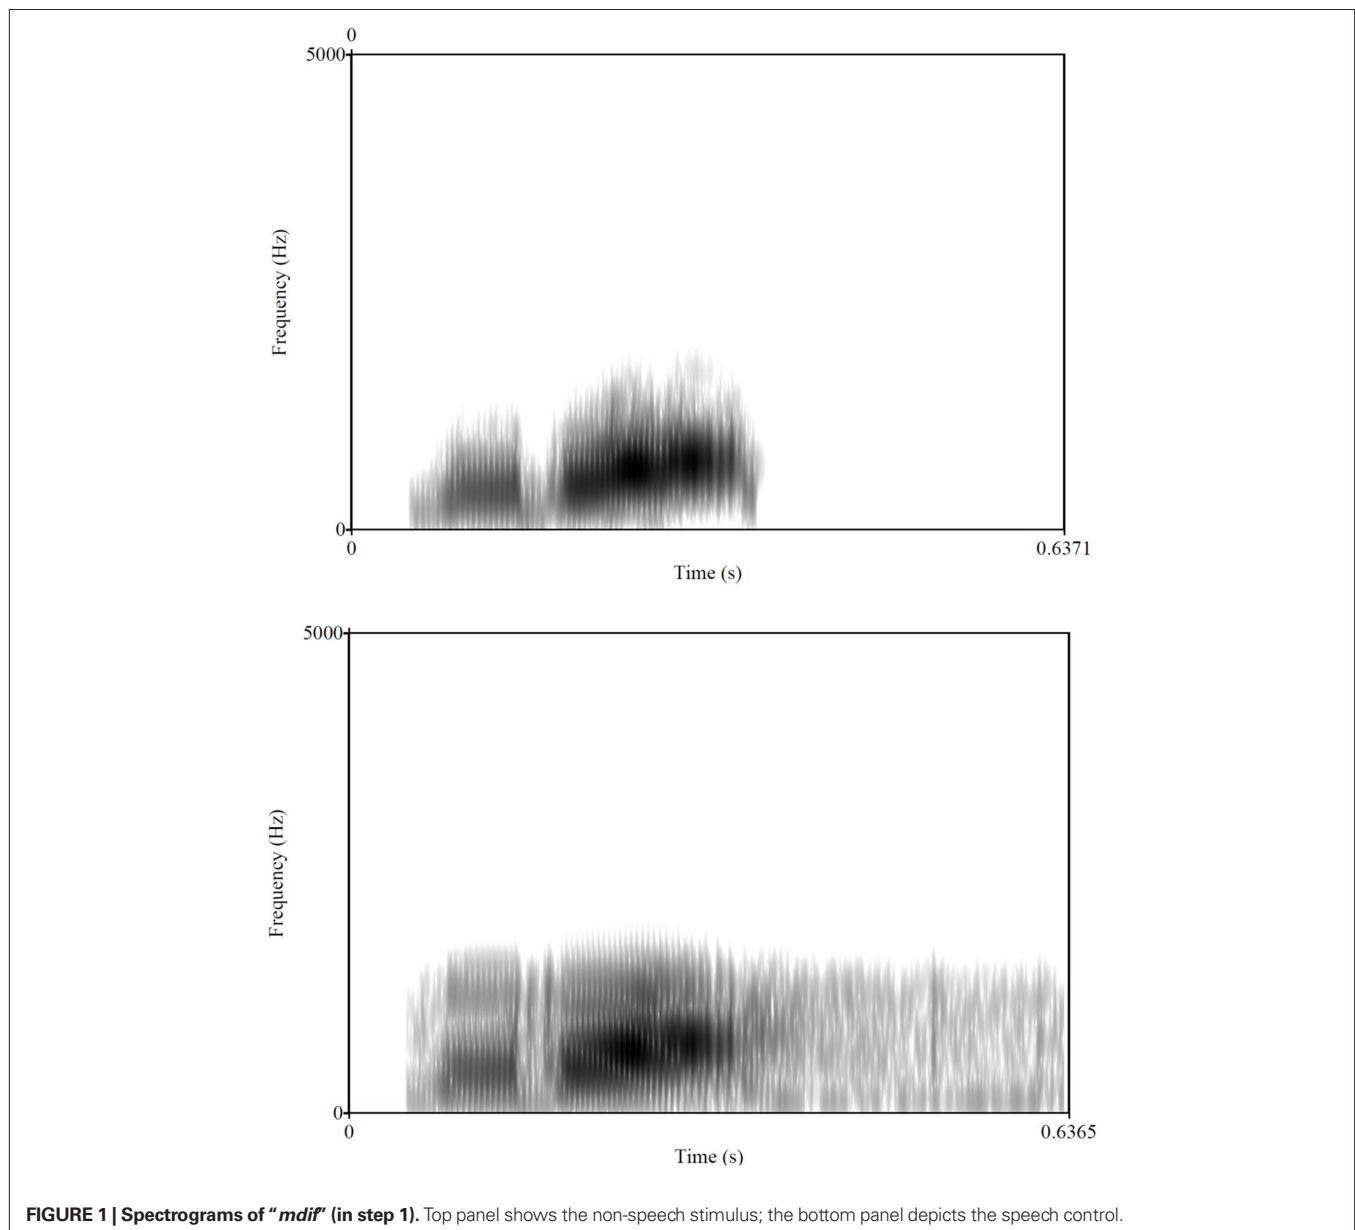 0
5000
Frequency (Hz)
0
0
0.6371
Time (s)
5000
Frequency (Hz)
0
0
0.6365
Time (s)
FIGURE 1 | Spectrograms of “mdif” (in step 1). Top panel shows the non-speech stimulus; the bottom panel depicts the speech control.